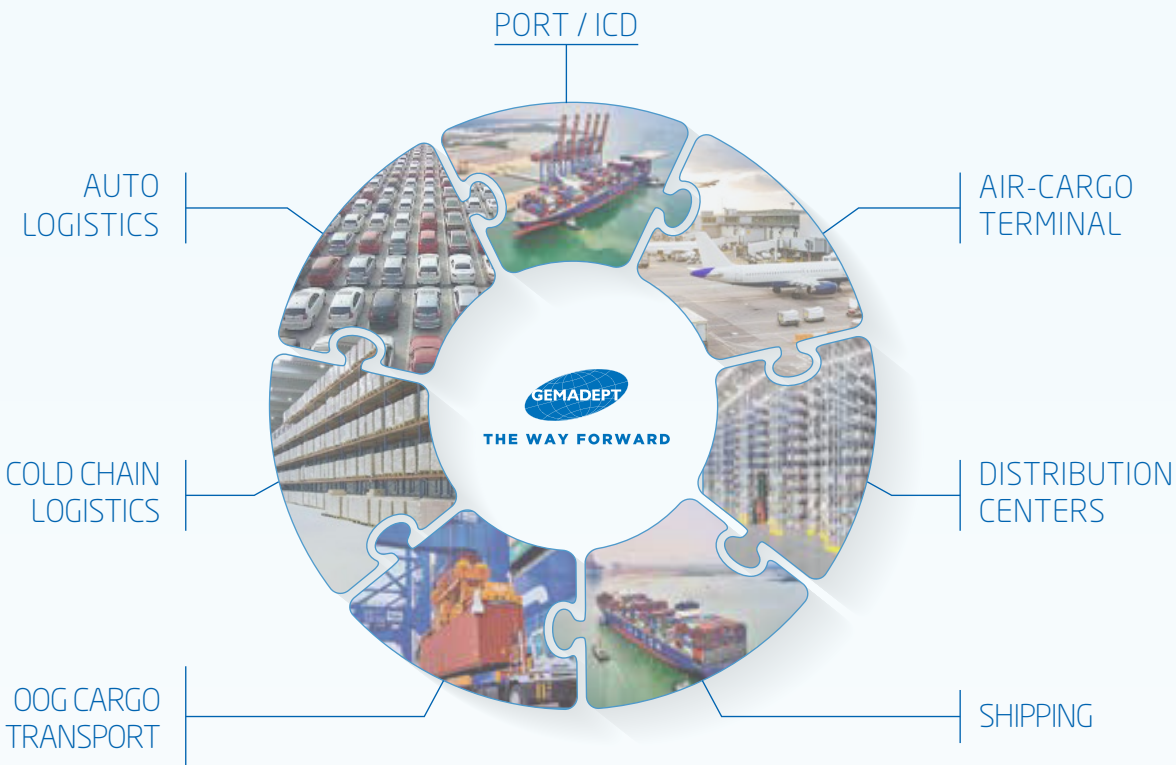 PORT / ICD
AUTO
LOGISTICS
AIR-CARGO
TERMINAL
GEMADEPT
THE WAY FORWARD
COLD CHAIN
LOGISTICS
DISTRIBUTION
CENTERS
OOG CARGO
TRANSPORT
SHIPPING